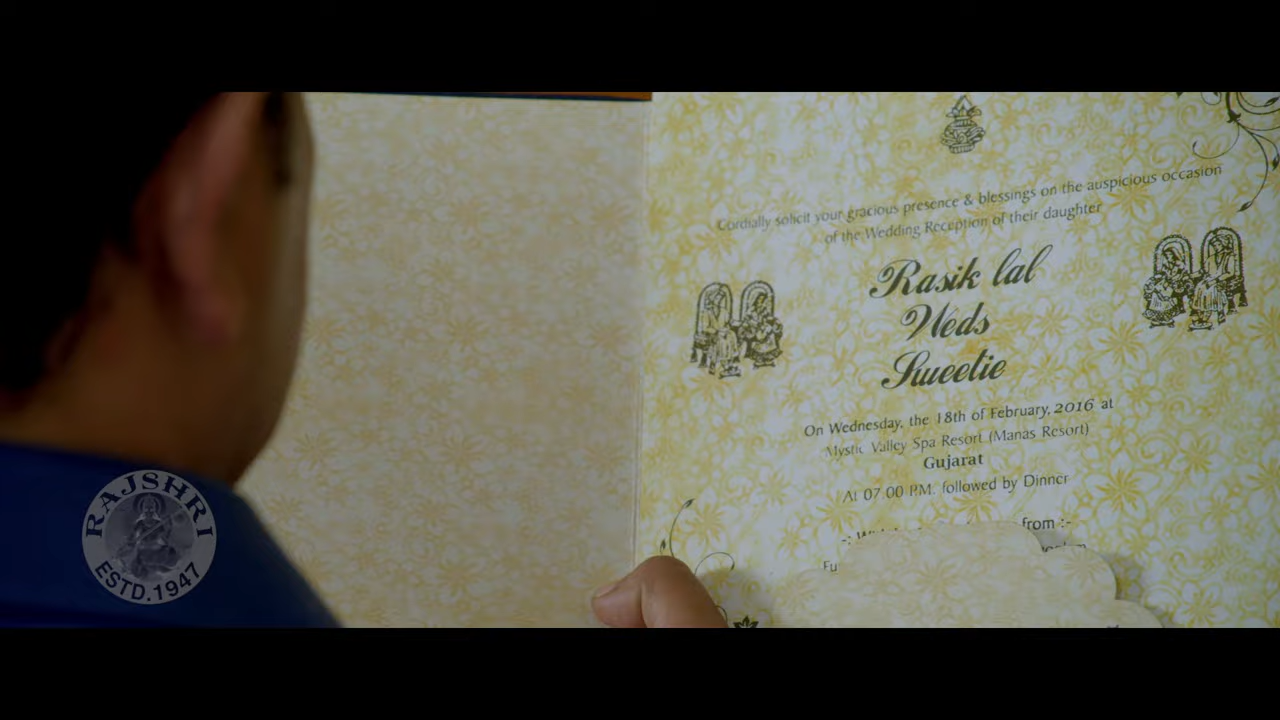 Cordially solicit your gracious presence & blessings on the auspicious occasion
of the Wedding Reception of their daughter
Rasik lal
Weds
Sweetie
On Wednesday, the 18th of February, 2016 at
Mystic Valley Spa Resort (Manas Resort)
Gujarat
At 07.00 P.M. followed by Dinner
from :-
RAJSHRI
ESTD.1947